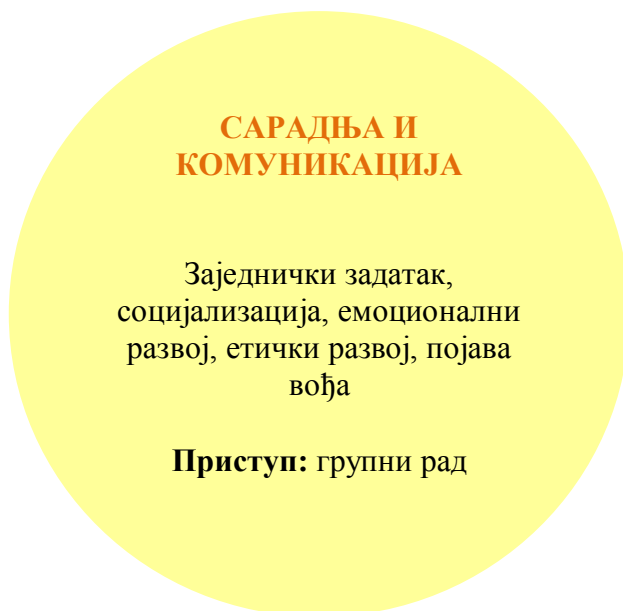 САРАДЊА И
КОМУНИКАЦИЈА
Заједнички задатак,
социјализација, емоционални
развој, етички развој, појава
вођа
Приступ: групни рад